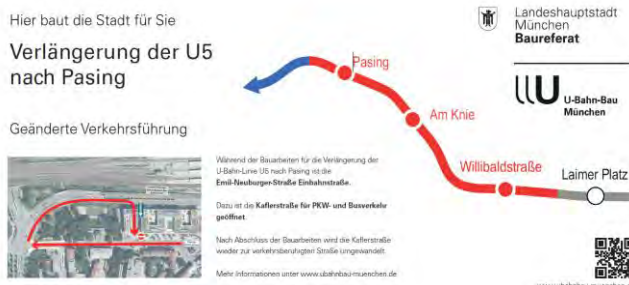 Hier baut die Stadt für Sie
Verlängerung der U5
nach Pasing
Geänderte Verkehrsführung
Während der Bauarbeiten für die Verlängerung der
U-Bahn-Linie U5 nach Pasing ist die
Emil-Neuburger-Straße Einbahnstraße.
Dazu ist die Kaflerstraße für PKW- und Busverkehr
geöffnet.
Nach Abschluss der Bauarbeiten wird die Kaflerstraße
wieder zur verkehrsberuhigten Straße umgewandelt.
Mehr Informationen unter www.ubahnbau-muenchen.de
Pasing
Am Knie
Willibaldstraße
Laimer Platz
Landeshauptstadt
München
Baureferat
U
U-Bahn-Bau
München